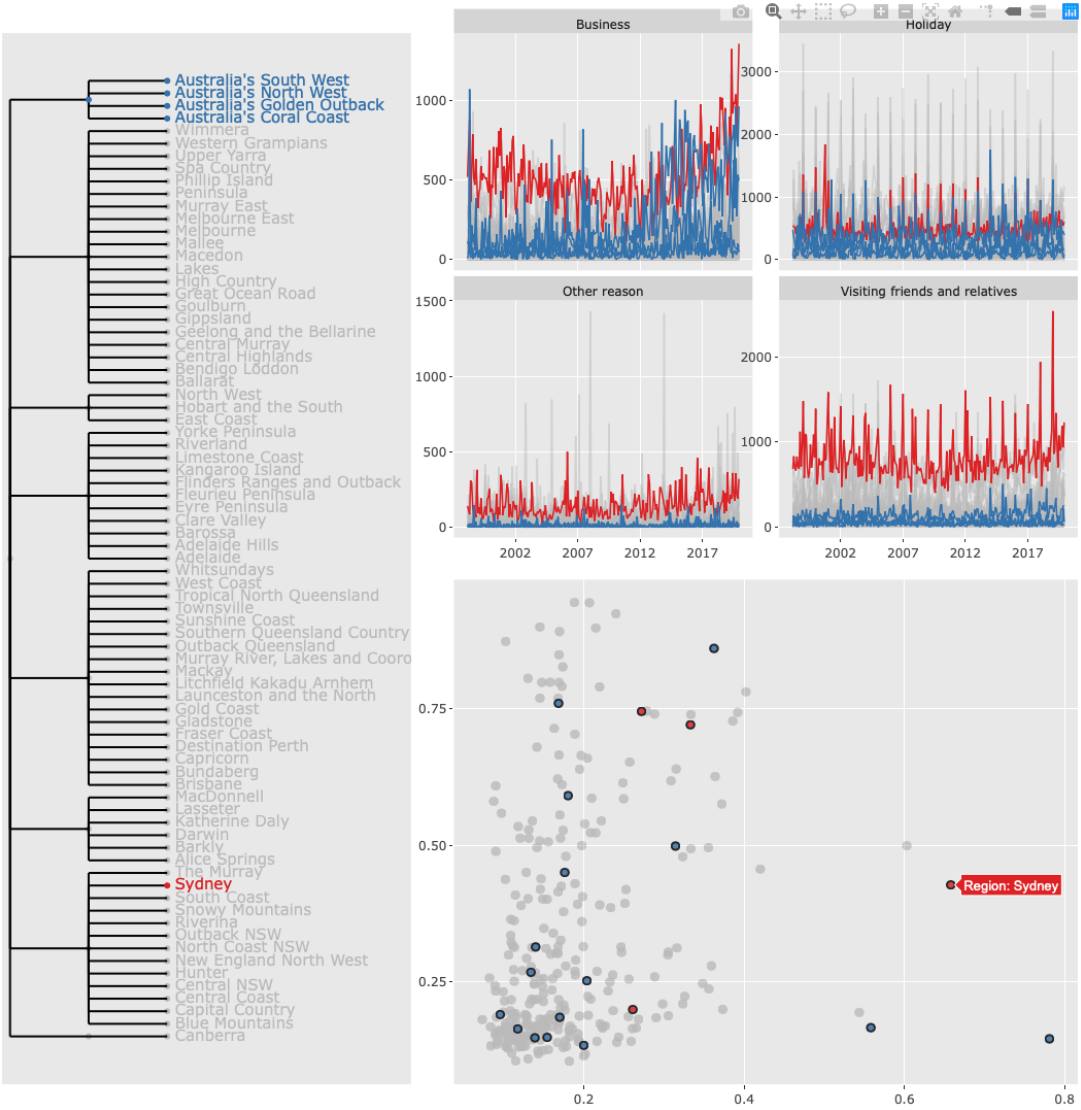 Australia's South West
Australia's North West
Australia's Golden Outback
Australia's Coral Coast
Wimmera
Western Grampians
Upper Yarra
Spa Country
Phillip Island
Peninsula
Murray East
Melbourne East
Melbourne
Mallee
Macedon
Lakes
High Country
Great Ocean Road
Goulburn
Gippsland
Geelong and the Bellarine
Central Murray
Central Highlands
Bendigo Loddon
Ballarat
North West
Hobart and the South
East Coast
Yorke Peninsula
Riverland
Limestone Coast
Kangaroo Island
Flinders Ranges and Outback
Fleurieu Peninsula
Eyre Peninsula
Clare Valley
Barossa
Adelaide Hills
Adelaide
Whitsundays
West Coast
Tropical North Queensland
Townsville
Sunshine Coast
Southern Queensland Country
Outback Queensland
Murray River, Lakes and Cooro
Mackay
Litchfield Kakadu Arnhem
Launceston and the North
Gold Coast
Gladstone
Fraser Coast
Destination Perth
Capricorn
Bundaberg
Brisbane
MacDonnell
Lasseter
Katherine Daly
Darwin
Barkly
Alice Springs
The Murray
Sydney
South Coast
Snowy Mountains
Riverina
Outback NSW
North Coast NSW
New England North West
Hunter
Central NSW
Central Coast
Capital Country
Blue Mountains
Canberra
Business
1000
500
0
Holiday
3000
2000
1000
0
Other reason
1500
1000
500
0
2002 2007 2012 2017
Visiting friends and relatives
2000
1000
0
2002 2007 2012 2017
0.75
0.50
0.25
Region: Sydney
0.2 0.4 0.6 0.8